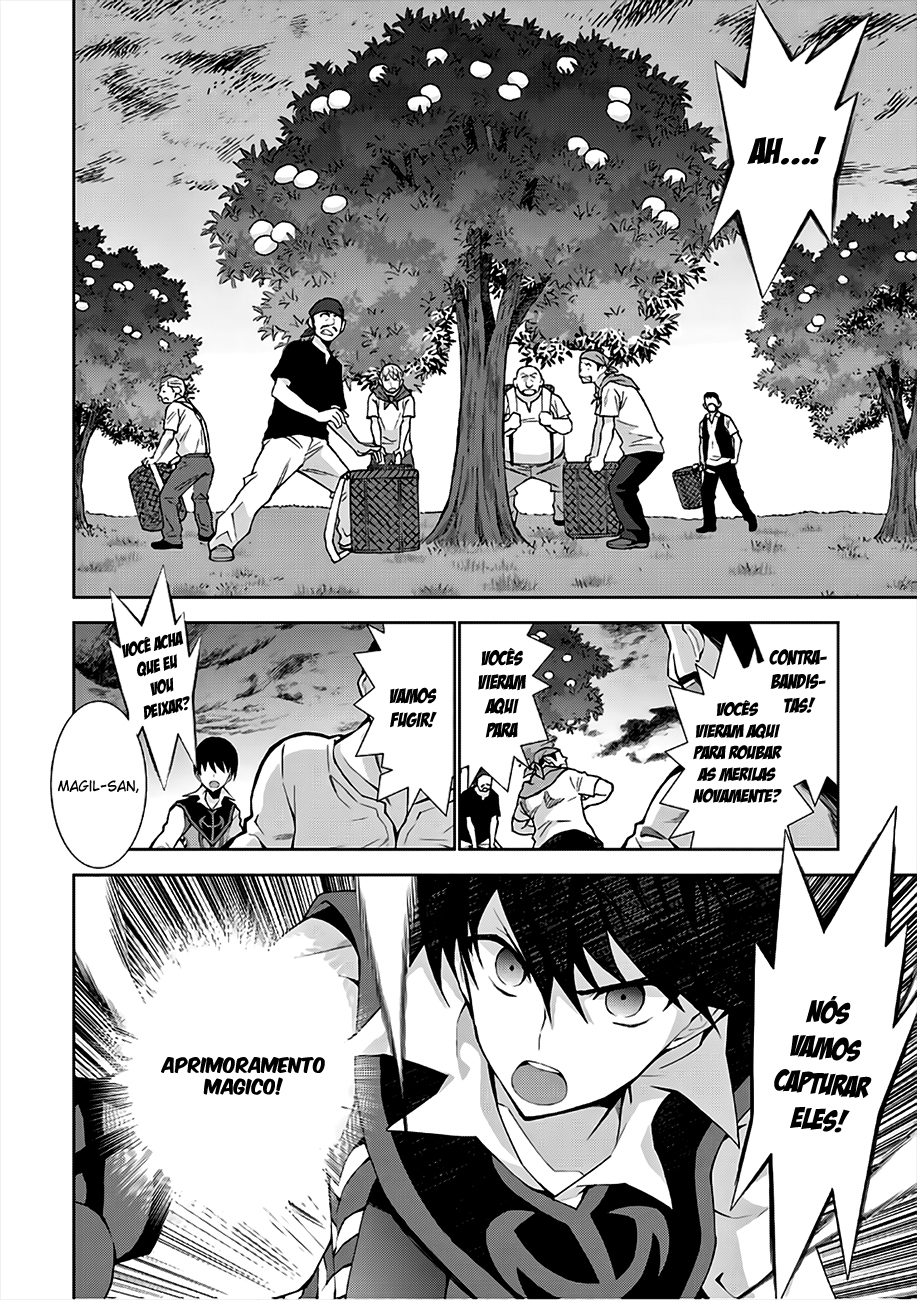 AH...!
CONTRA-
BANDIS-
TAS!
VOCÊS
VIERAM AQUI
PARA ROUBAR
AS MERILAS
NOVAMENTE?
VOCÊS
VIERAM
AQUI
PARA
VAMOS
FUGIR!
VOCÊ ACHA
QUE EU
VOU
DEIXAR?
MAGIL-SAN,
NÓS
VAMOS
CAPTURAR
ELES!
APRIMORAMENTO
MAGICO!